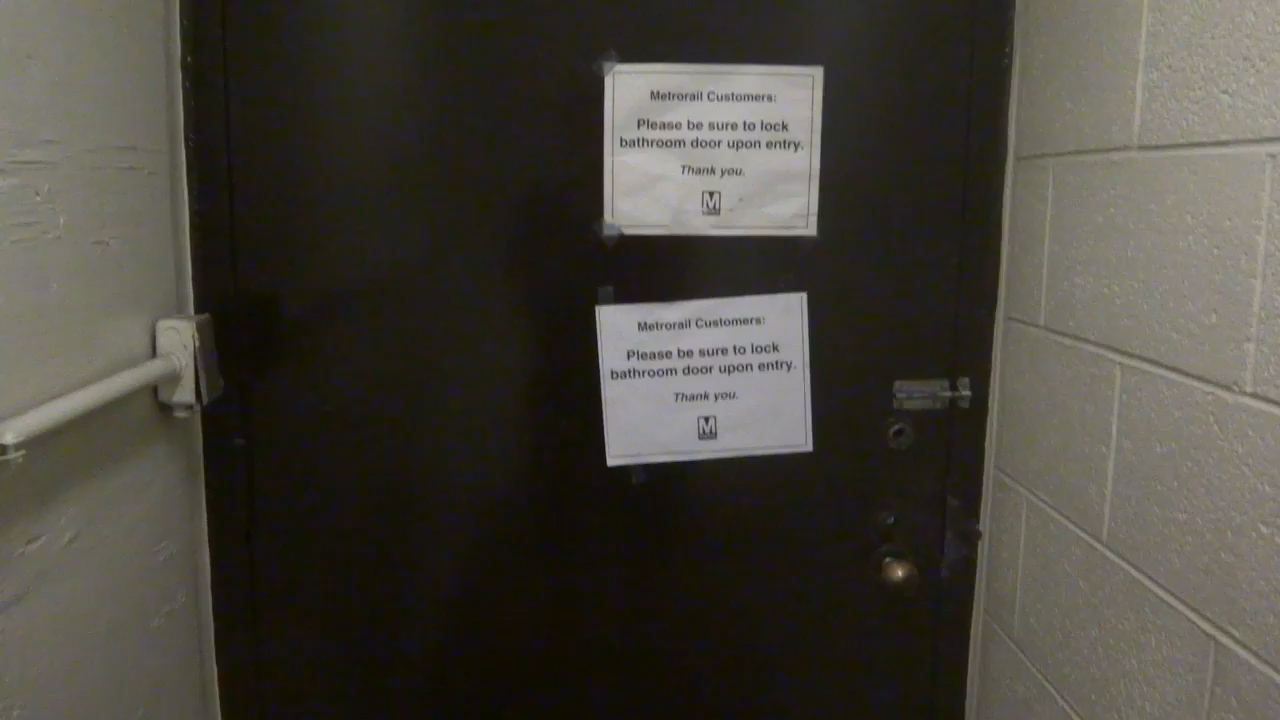 Metrorail Customers:
Please be sure to lock
bathroom door upon entry.
Thank you.
M
Metrorail Customers:
Please be sure to lock
bathroom door upon entry.
Thank you.
M